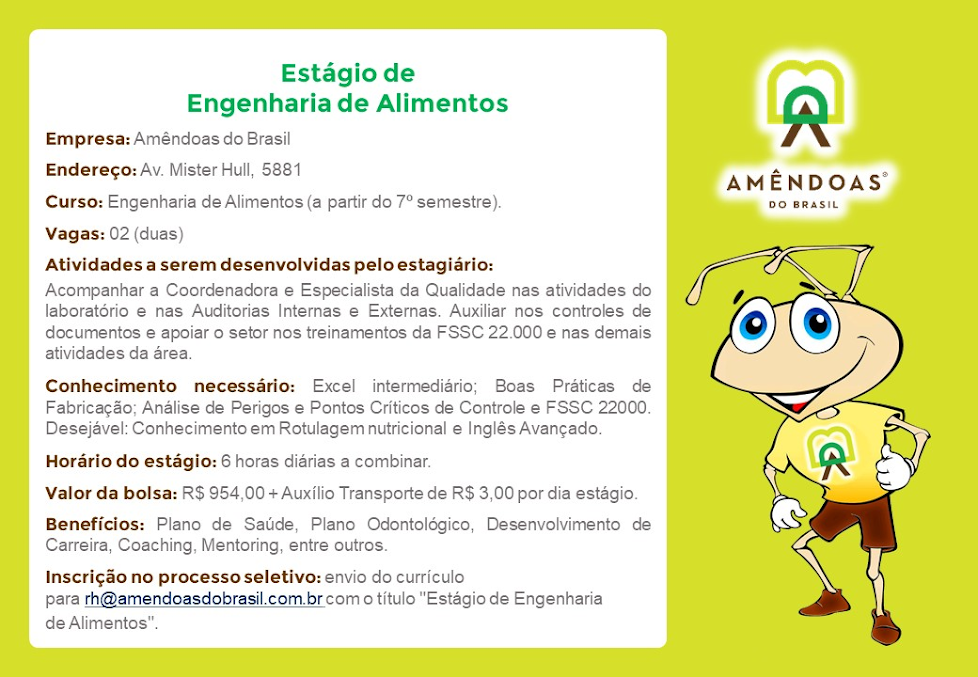 Estágio de
Engenharia de Alimentos
Empresa: Amêndoas do Brasil
Endereço: Av. Mister Hull, 5881
Curso: Engenharia de Alimentos (a partir do 7º semestre).
Vagas: 02 (duas)
Atividades a serem desenvolvidas pelo estagiário:
Acompanhar a Coordenadora e Especialista da Qualidade nas atividades do
laboratório e nas Auditorias Internas e Externas. Auxiliar nos controles de
documentos e apoiar o setor nos treinamentos da FSSC 22.000 e nas demais
atividades da área.
Conhecimento necessário: Excel intermediário; Boas Práticas de
Fabricação; Análise de Perigos e Pontos Críticos de Controle e FSSC 22000.
Desejável: Conhecimento em Rotulagem nutricional e Inglês Avançado.
Horário do estágio: 6 horas diárias a combinar.
Valor da bolsa: R$ 954,00 + Auxílio Transporte de R$ 3,00 por dia estágio.
Benefícios: Plano de Saúde, Plano Odontológico, Desenvolvimento de
Carreira, Coaching, Mentoring, entre outros.
Inscrição no processo seletivo: envio do currículo
para rh@amendoasdobrasil.com.br com o título "Estágio de Engenharia
de Alimentos".
AMÊNDOAS®
DO BRASIL